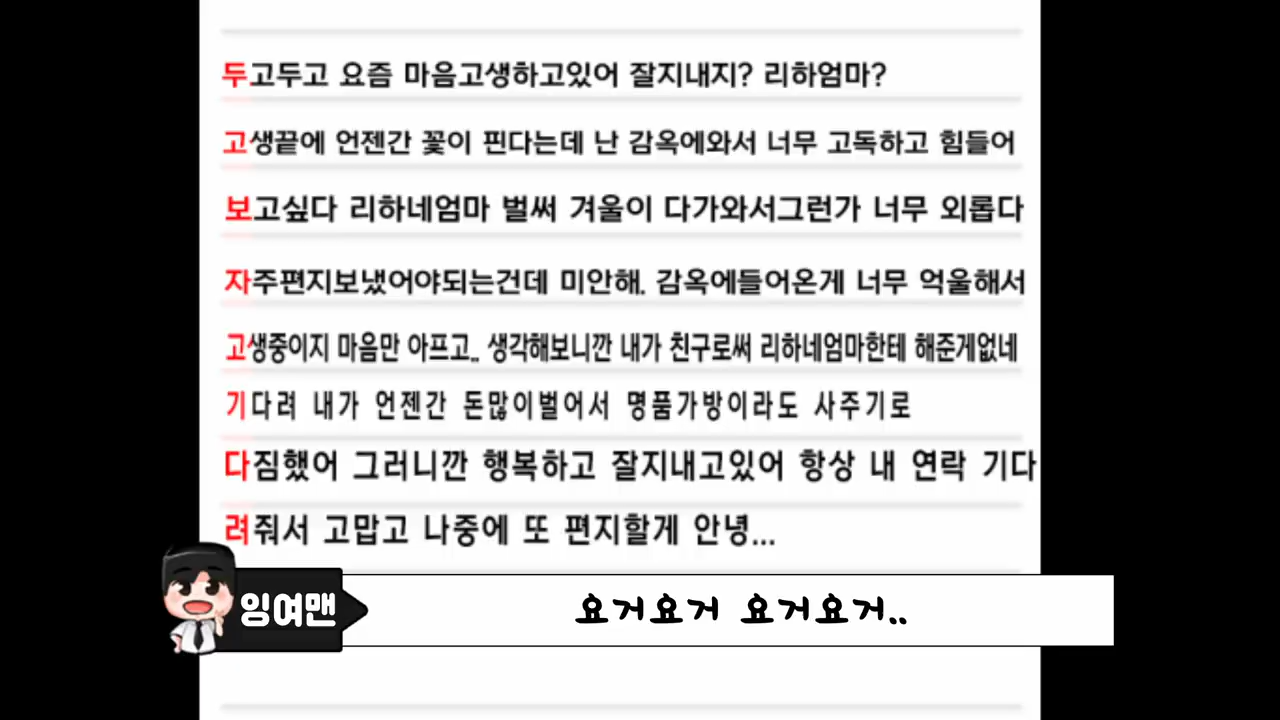 두고두고 요즘 마음고생하고있어 잘지내지? 리하엄마?
고생끝에 언젠간 꽃이 핀다는데 난 감옥에와서 너무 고독하고 힘들어
보고싶다 리하네엄마 벌써 겨울이 다가와서그런가 너무 외롭다
자주편지보냈어야되는건데 미안해. 감옥에들어온게 너무 억울해서
고생중이지 마음만 아프고.. 생각해보니깐 내가 친구로써 리하네엄마한테 해준게없네
기다려 내가 언젠간 돈많이벌어서 명품가방이라도 사주기로
다짐했어 그러니깐 행복하고 잘지내고있어 항상 내 연락 기다
려줘서 고맙고 나중에 또 편지할게 안녕...
잉여맨
요거요거 요거요거..